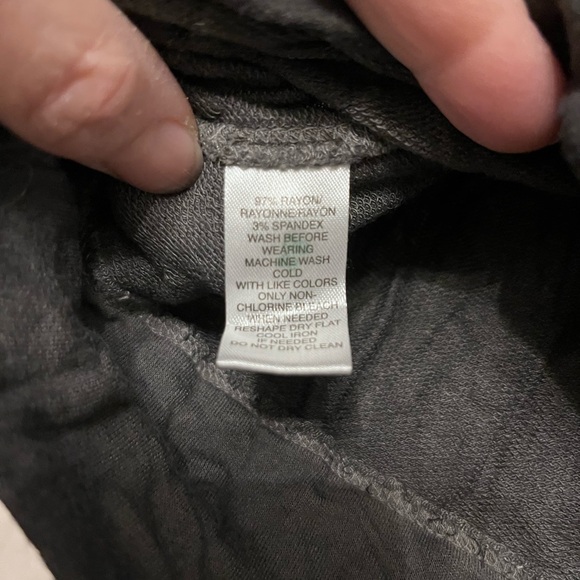 97% RAYON/
RAYONNE/RAYÓN
3% SPANDEX
WASH BEFORE
WEARING
MACHINE WASH
COLD
WITH LIKE COLORS
ONLY NON-
CHLORINE BLEACH
WHEN NEEDED
RESHAPE DRY FLAT
COOL IRON
IF NEEDED
DO NOT DRY CLEAN